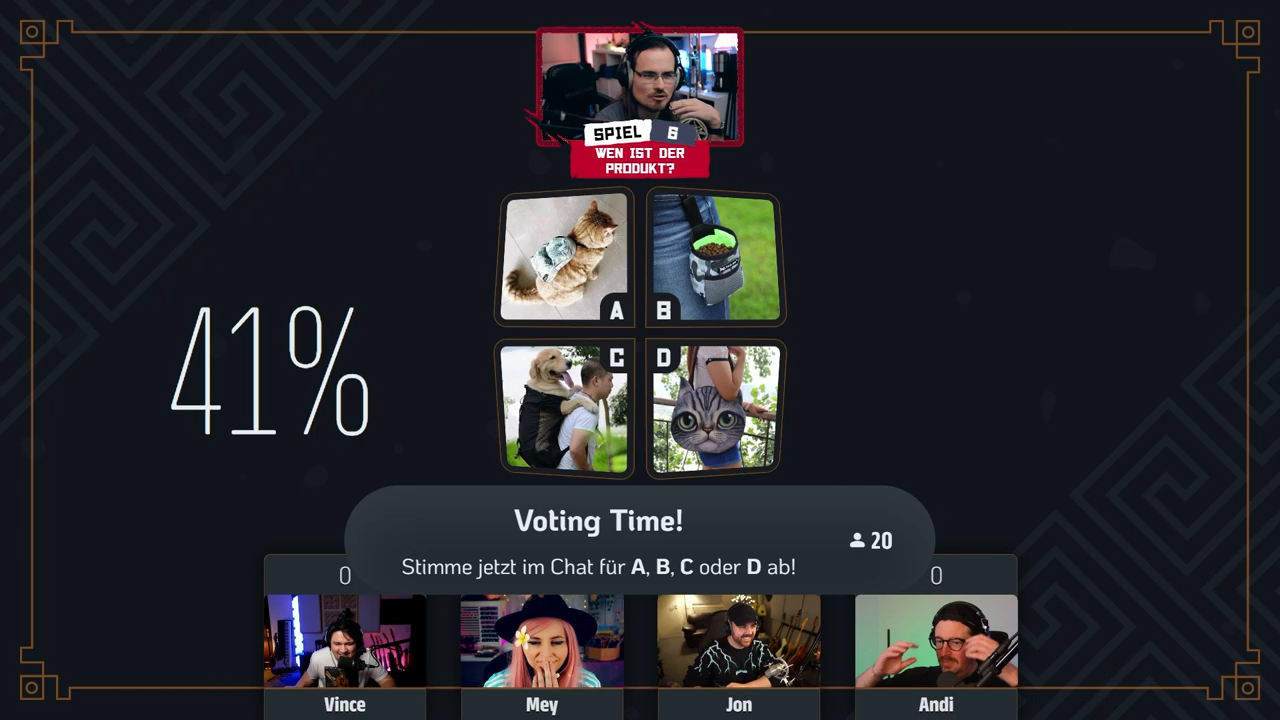 SPIEL 6
WEN IST DER
PRODUKT?
A
B
C
D
41%
Voting Time!
20
Stimme jetzt im Chat für A, B, C oder D ab!
0
0
Vince
Mey
Jon
Andi